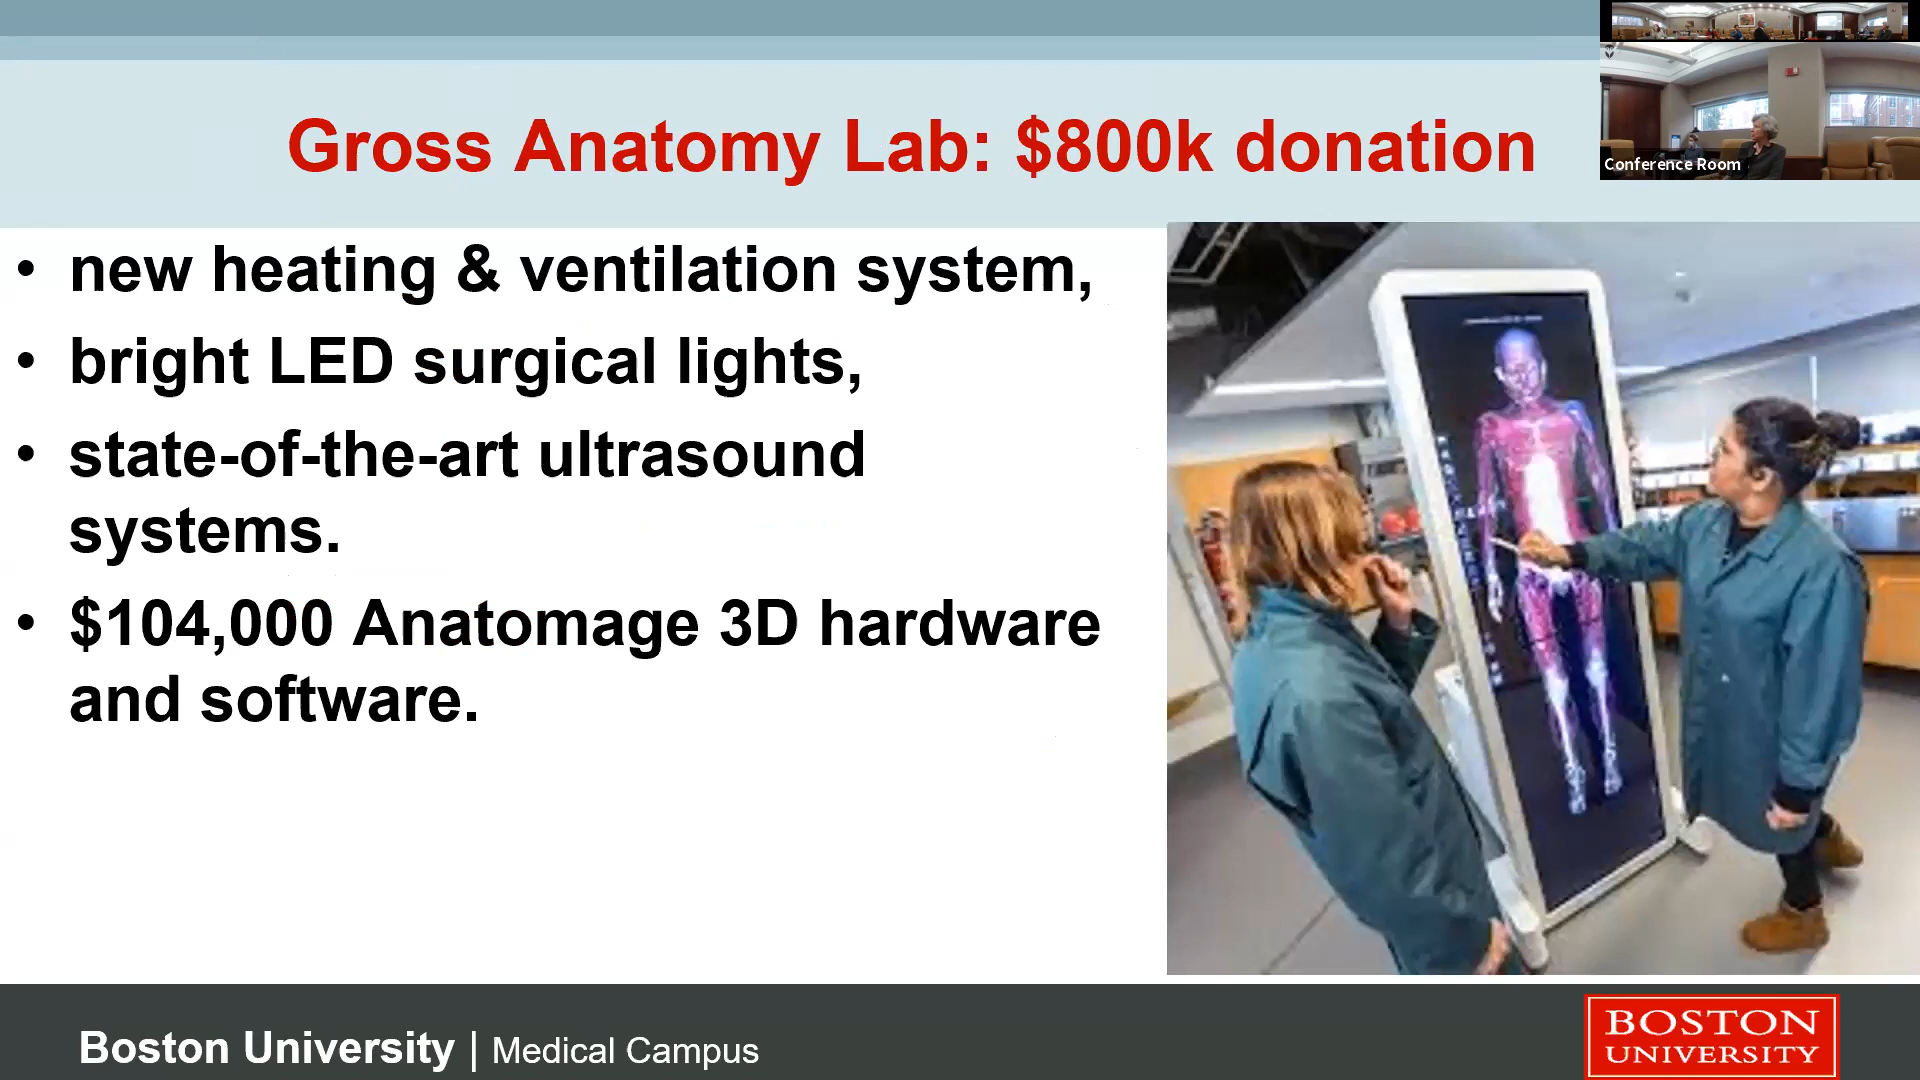 Gross Anatomy Lab: $800k donation
Conference Room
• new heating & ventilation system,
• bright LED surgical lights,
• state-of-the-art ultrasound
systems.
• $104,000 Anatomage 3D hardware
and software.
Boston University | Medical Campus
BOSTON
UNIVERSITY